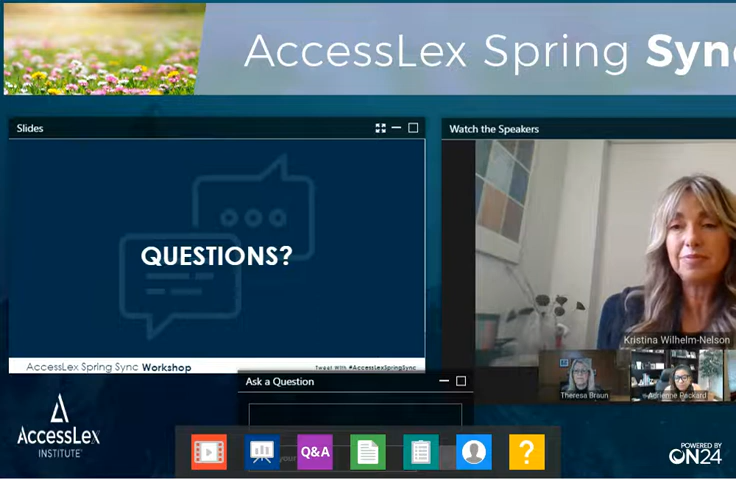 AccessLex Spring Sync
Slides
Watch the Speakers
QUESTIONS?
Kristina Wilhelm-Nelson
AccessLex Spring Sync Workshop
Tweet with #AccessLexSpringSync
Theresa Braun
Adrienne Packard
Ask a Question
ACCESSLEX
INSTITUTE®
Q&A
?
your
POWERED BY
ON24